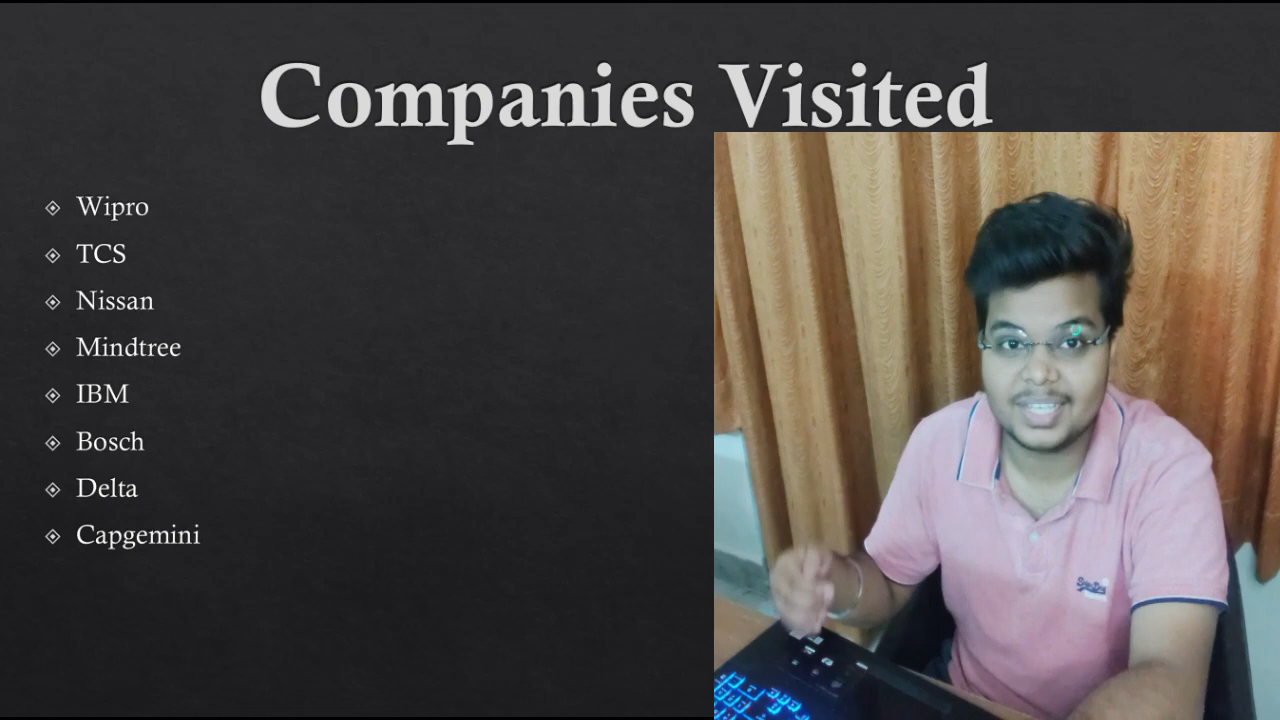 Companies Visited
Wipro
TCS
Nissan
Mindtree
IBM
Bosch
Delta
Capgemini